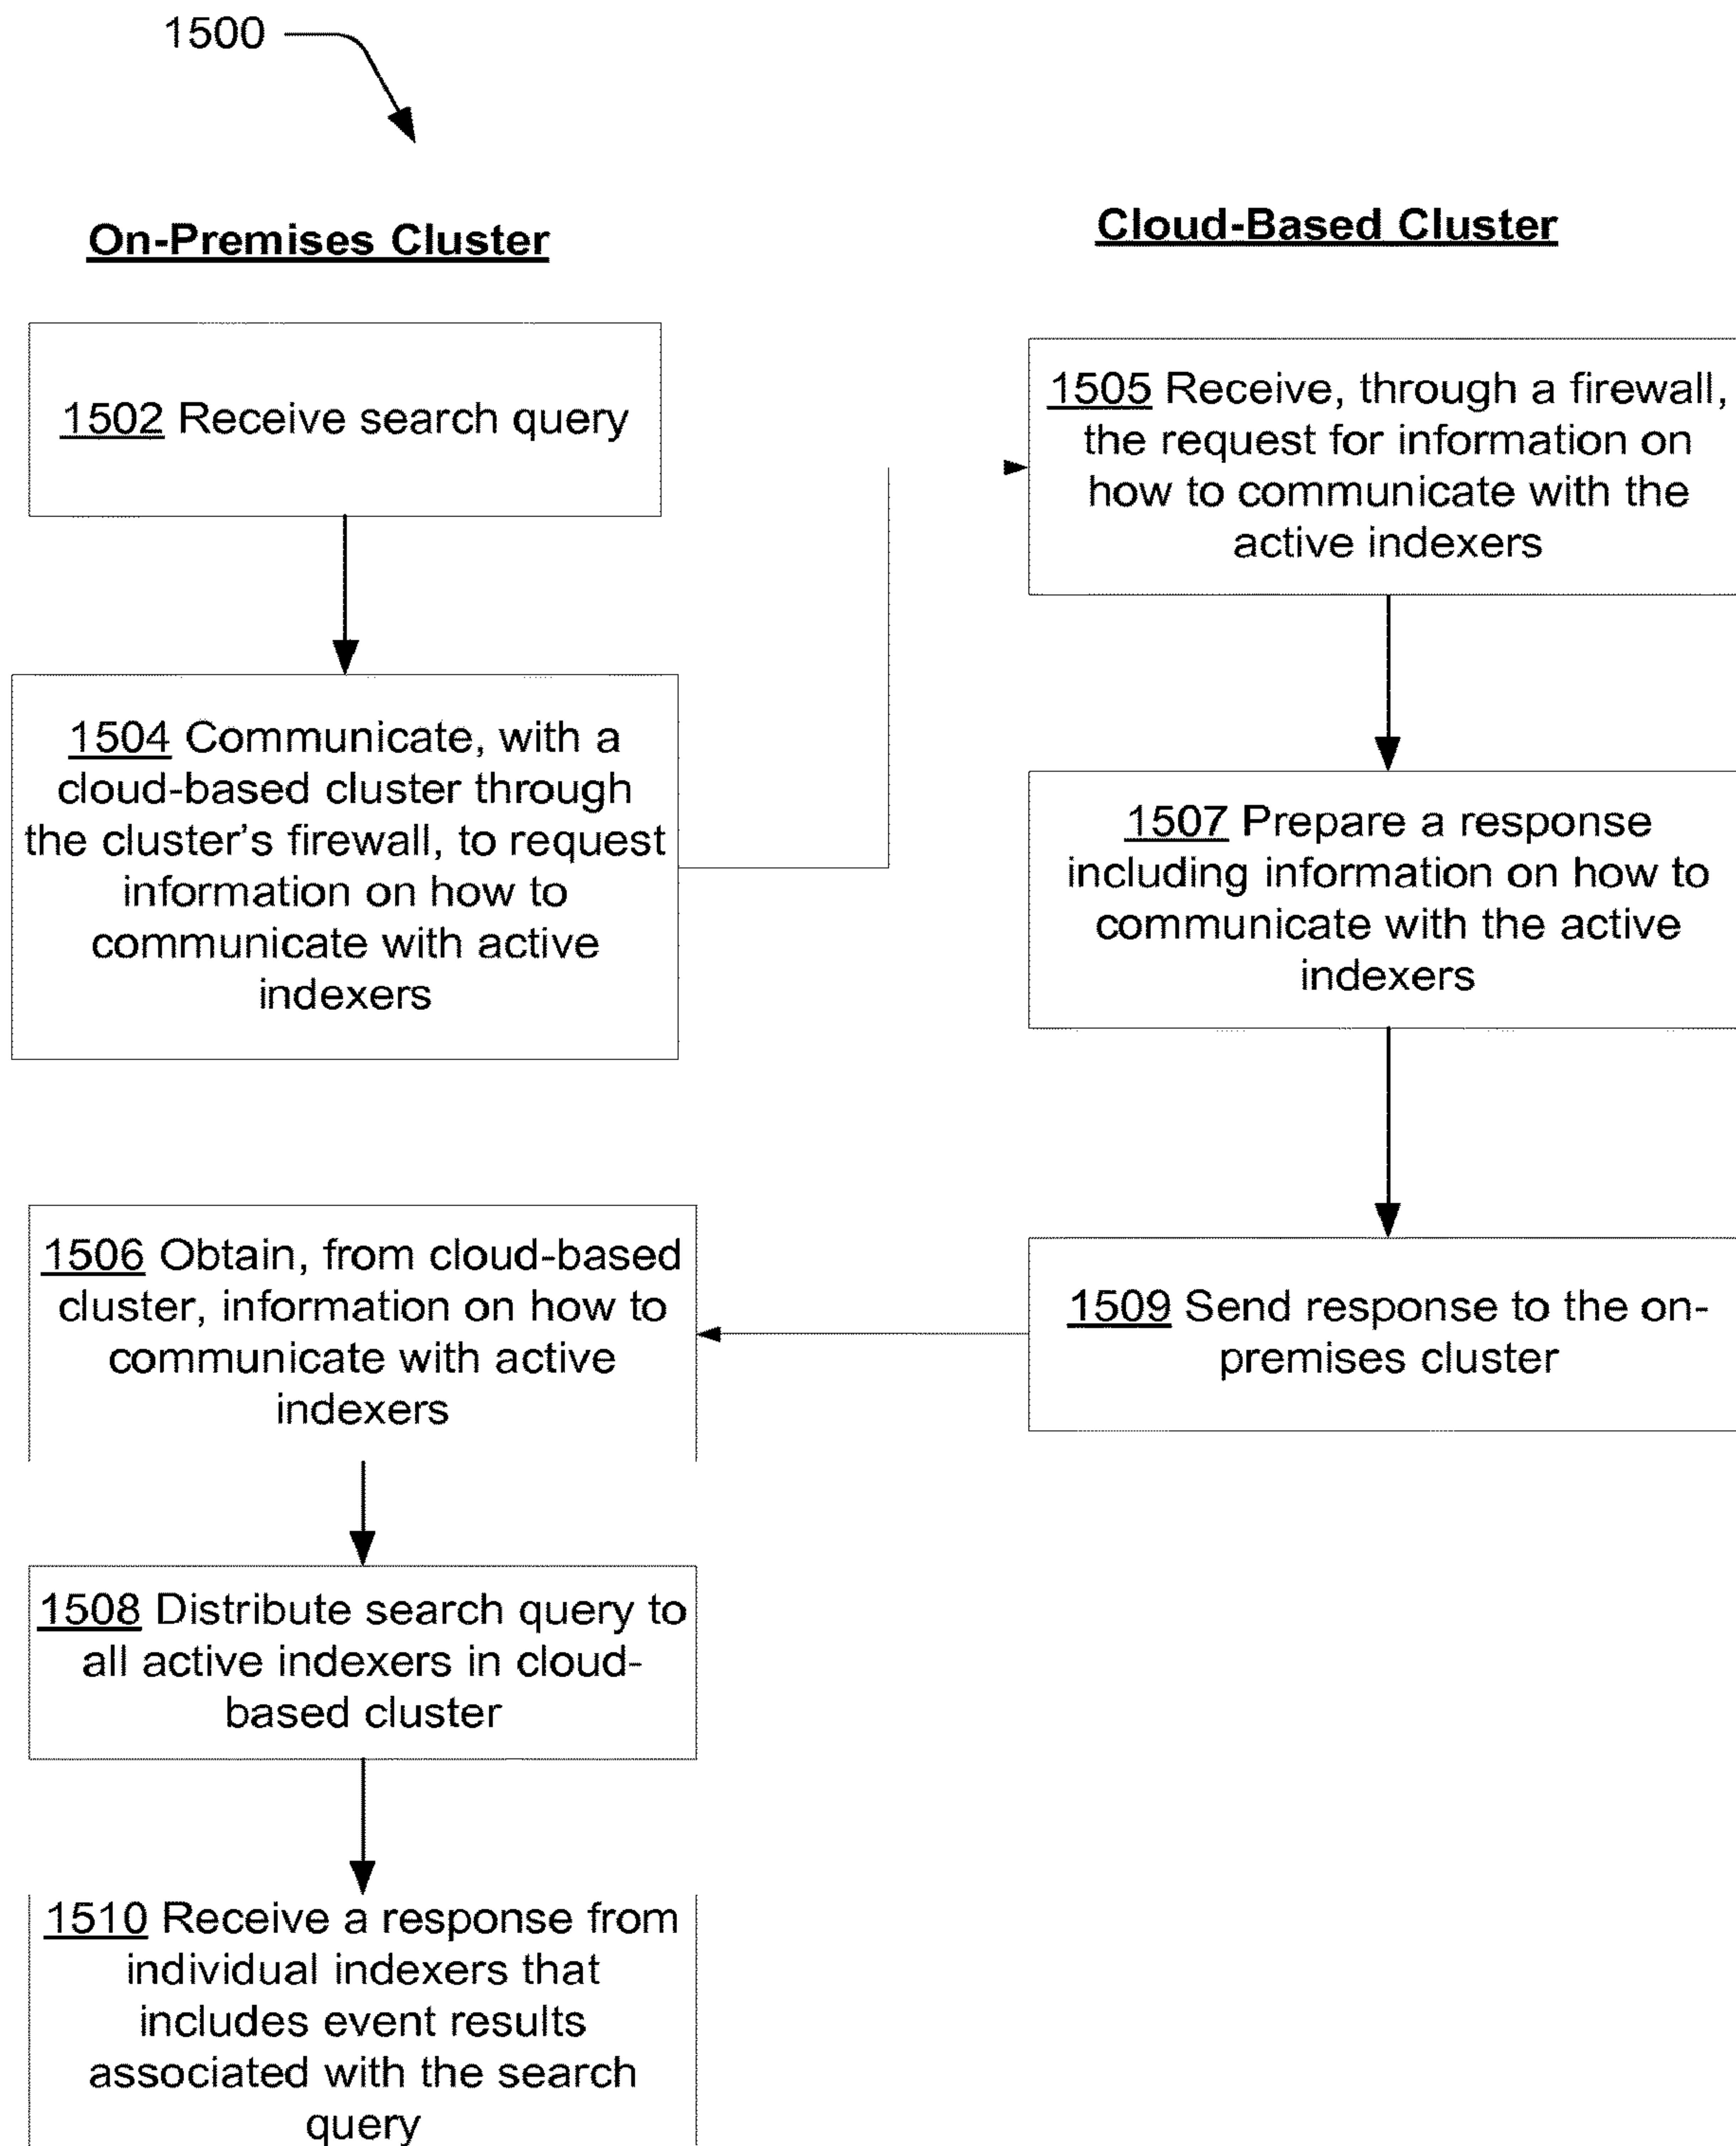 1500
On-Premises Cluster
1502 Receive search query
1504 Communicate, with a
cloud-based cluster through
the cluster's firewall, to request
information on how to
communicate with active
indexers
Cloud-Based Cluster
1505 Receive, through a firewall,
the request for information on
how to communicate with the
active indexers
1507 Prepare a response
including information on how to
communicate with the active
indexers
1509 Send response to the on-
premises cluster
1506 Obtain, from cloud-based
cluster, information on how to
communicate with active
indexers
1508 Distribute search query to
all active indexers in cloud-
based cluster
1510 Receive a response from
individual indexers that
includes event results
associated with the search
query